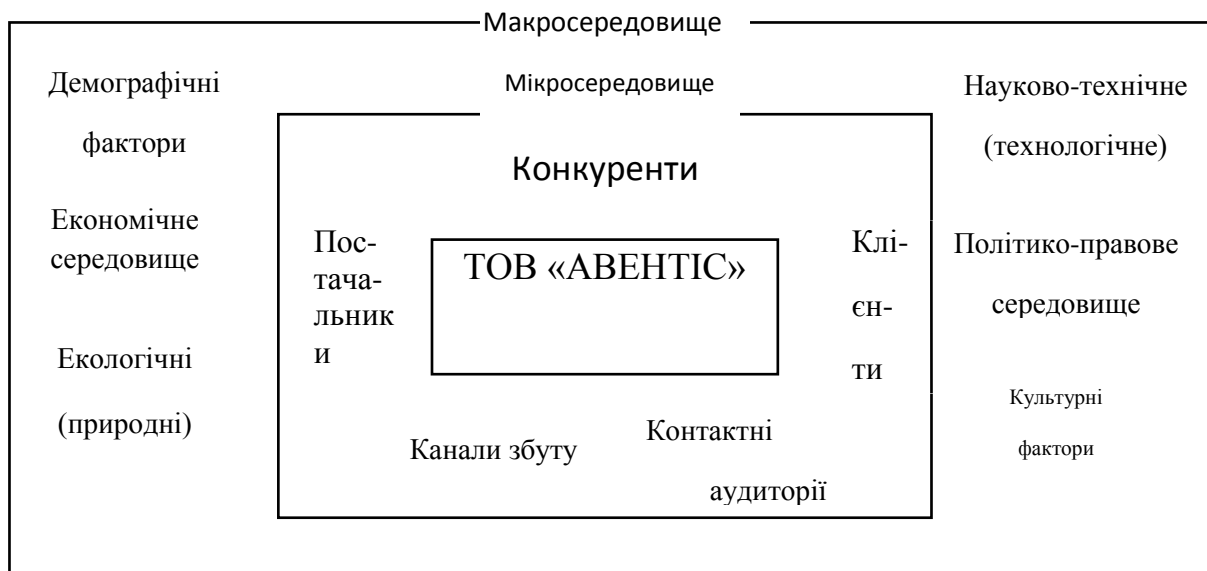 Макросередовище
Мікросередовище
Демографічні
фактори
Економічне
середовище
Екологічні
(природні)
Конкуренти
Пос-
тача-
льник
и
ТОВ «АВЕНТІС»
Клі-
єн-
ти
Канали збуту
Контактні
аудиторії
Науково-технічне
(технологічне)
Політико-правове
середовище
Культурні
фактори